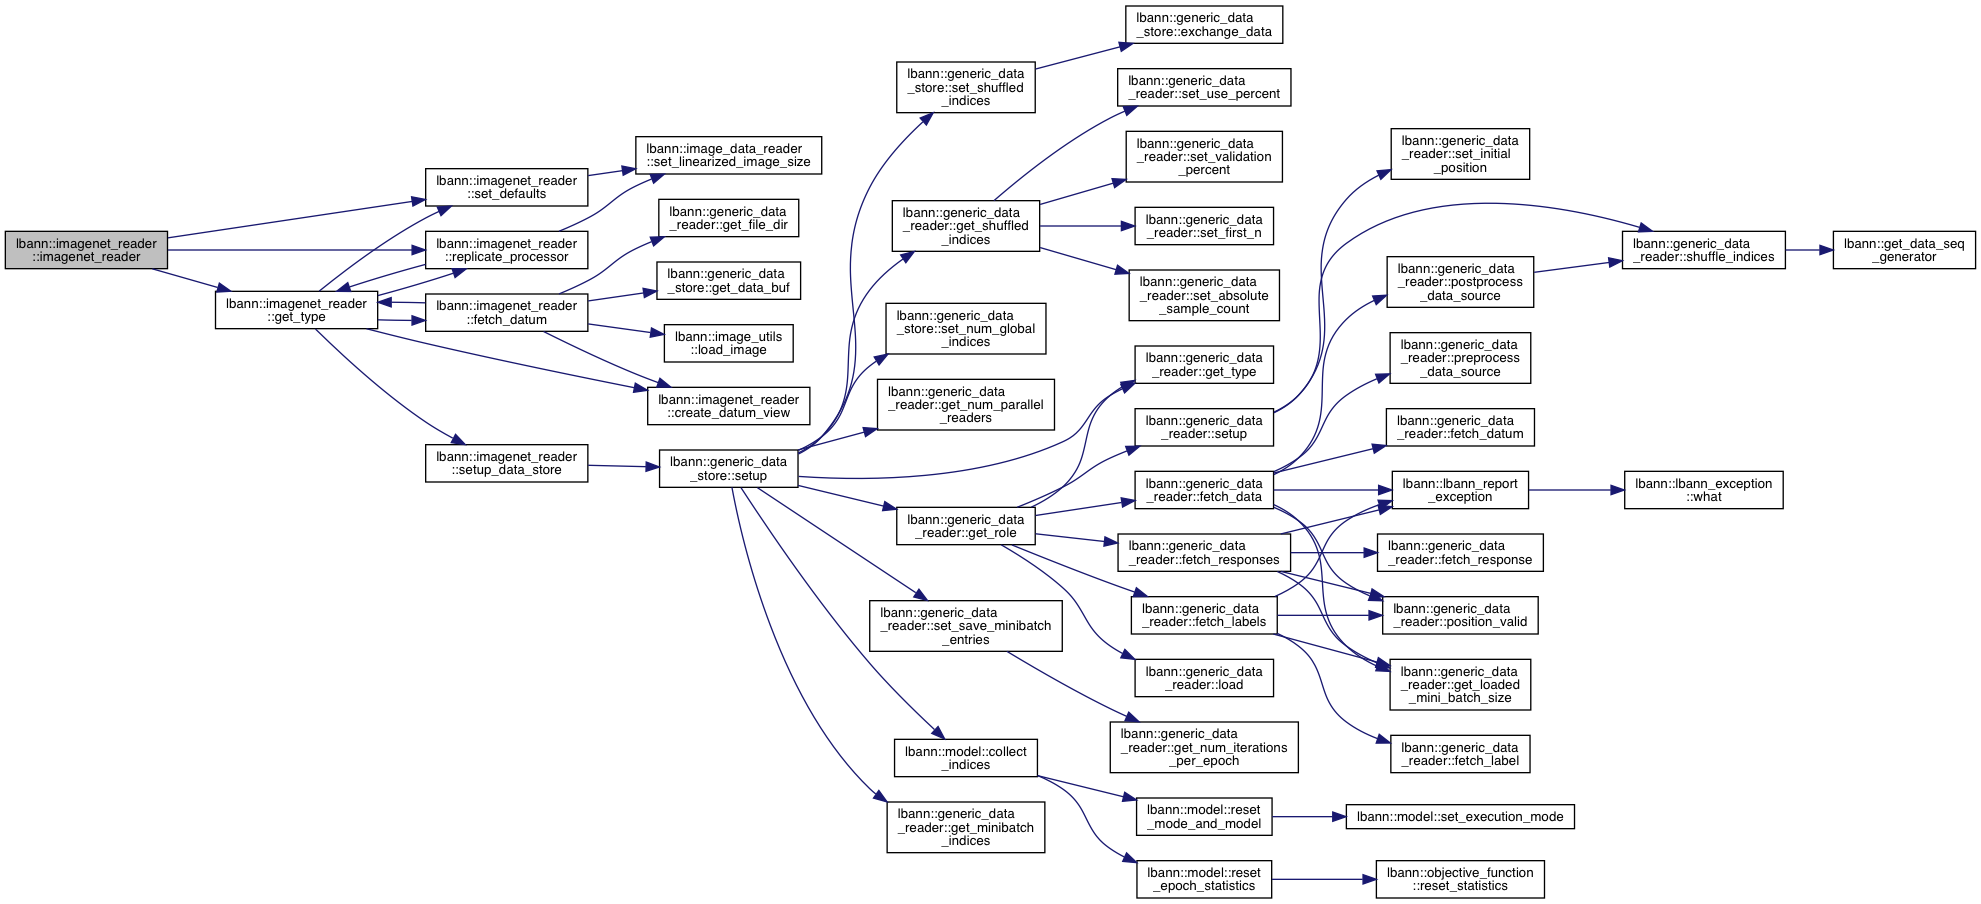 lbann::imagenet_reader
::imagenet_reader
lbann::imagenet_reader
::get_type
lbann::imagenet_reader
::set_defaults
lbann::imagenet_reader
::replicate_processor
lbann::imagenet_reader
::fetch_datum
lbann::imagenet_reader
::setup_data_store
lbann::image_data_reader
::set_linearized_image_size
lbann::generic_data
_reader::get_file_dir
lbann::generic_data
_store::get_data_buf
lbann::image_utils
::load_image
lbann::imagenet_reader
::create_datum_view
lbann::generic_data
_store::setup
lbann::generic_data
_store::set_shuffled
_indices
lbann::generic_data
_reader::get_shuffled
_indices
lbann::generic_data
_store::set_num_global
_indices
lbann::generic_data
_reader::get_num_parallel
_readers
lbann::generic_data
_reader::get_role
lbann::generic_data
_reader::set_save_minibatch
_entries
lbann::model::collect
_indices
lbann::generic_data
_reader::get_minibatch
_indices
lbann::generic_data
_store::exchange_data
lbann::generic_data
_reader::set_use_percent
lbann::generic_data
_reader::set_validation
_percent
lbann::generic_data
_reader::set_first_n
lbann::generic_data
_reader::set_absolute
_sample_count
lbann::generic_data
_reader::get_type
lbann::generic_data
_reader::setup
lbann::generic_data
_reader::fetch_data
lbann::generic_data
_reader::fetch_responses
lbann::generic_data
_reader::fetch_labels
lbann::generic_data
_reader::load
lbann::generic_data
_reader::get_num_iterations
_per_epoch
lbann::model::reset
_mode_and_model
lbann::model::reset
_epoch_statistics
lbann::generic_data
_reader::set_initial
_position
lbann::generic_data
_reader::postprocess
_data_source
lbann::generic_data
_reader::preprocess
_data_source
lbann::generic_data
_reader::fetch_datum
lbann::lbann_report
_exception
lbann::generic_data
_reader::fetch_response
lbann::generic_data
_reader::position_valid
lbann::generic_data
_reader::get_loaded
_mini_batch_size
lbann::generic_data
_reader::fetch_label
lbann::model::set_execution_mode
lbann::objective_function
::reset_statistics
lbann::generic_data
_reader::shuffle_indices
lbann::lbann_exception
::what
lbann::get_data_seq
_generator